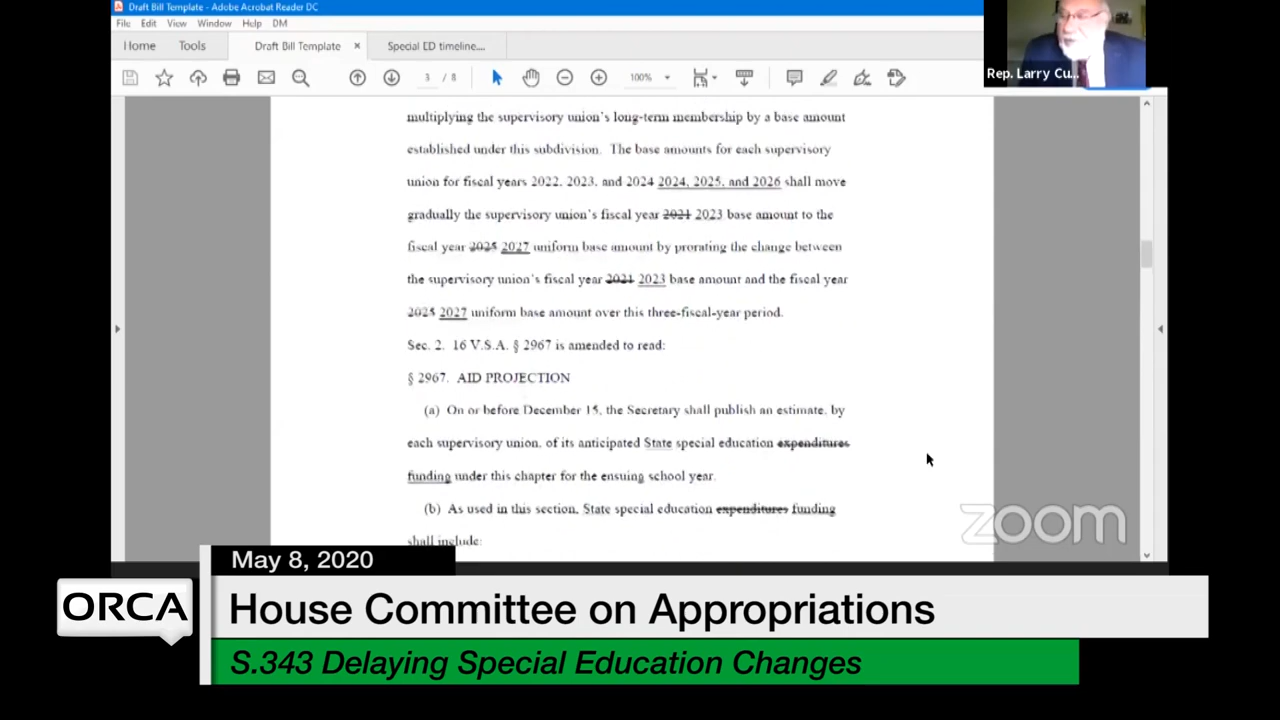 Draft Bill Template - Adobe Acrobat Reader DC
File Edit View Window Help DM
Home Tools Draft Bill Template × Special ED timeline...
3 / 8 100%
Rep. Larry Cu...
multiplying the supervisory union's long-term membership by a base amount
established under this subdivision. The base amounts for each supervisory
union for fiscal years 2022, 2023, and 2024 2024, 2025, and 2026 shall move
gradually the supervisory union's fiscal year 2021 2023 base amount to the
fiscal year 2025 2027 uniform base amount by prorating the change between
the supervisory union's fiscal year 2021 2023 base amount and the fiscal year
2025 2027 uniform base amount over this three-fiscal-year period.
Sec. 2. 16 V.S.A. § 2967 is amended to read:
§ 2967. AID PROJECTION
(a) On or before December 15, the Secretary shall publish an estimate, by
each supervisory union, of its anticipated State special education expenditures
funding under this chapter for the ensuing school year.
(b) As used in this section, State special education expenditures funding
shall include:
zoom
May 8, 2020
ORCA
House Committee on Appropriations
S.343 Delaying Special Education Changes